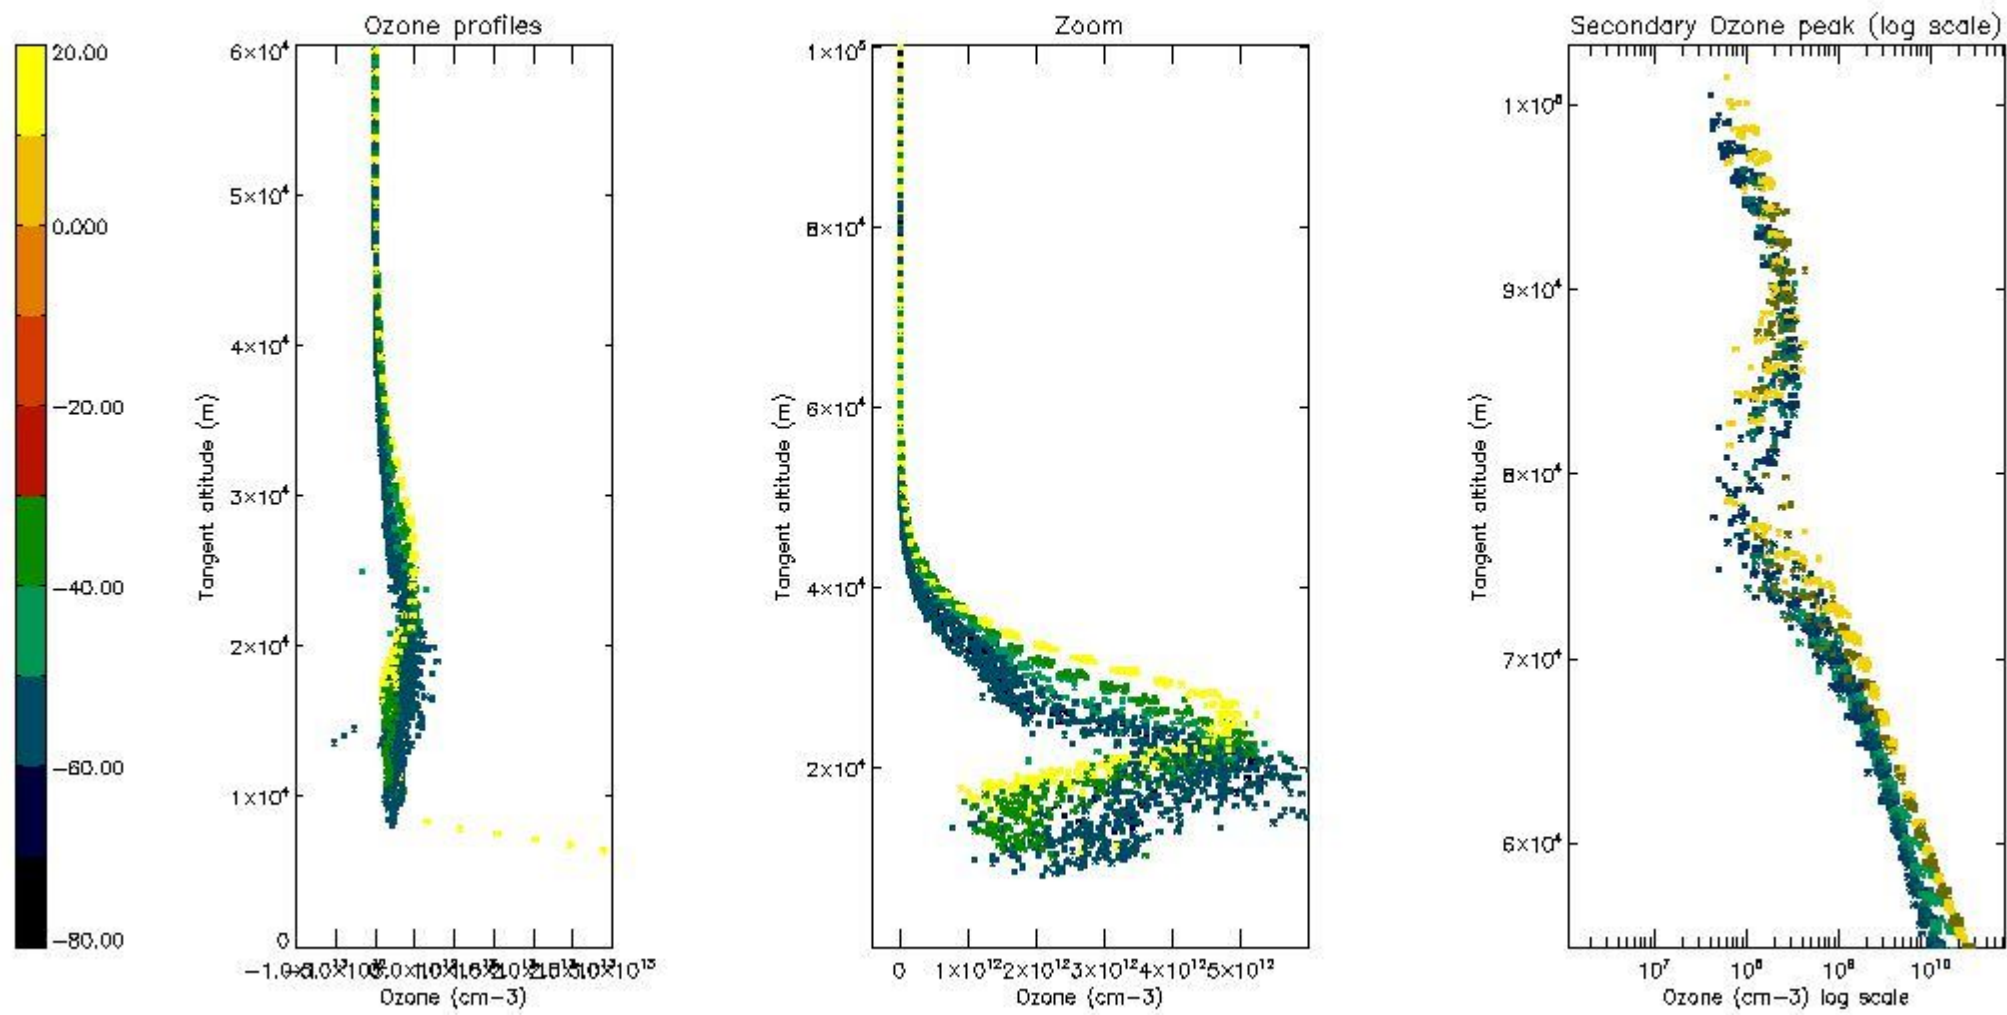 Ozone profiles
Zoom
Secondary Ozone peak (log scale)
20.00
0.000
−20.00
−40.00
−60.00
−80.00
6×10⁴
5×10⁴
4×10⁴
3×10⁴
2×10⁴
1×10⁴
0
Tangent altitude (m)
Ozone (cm−3)
1×10⁵
8×10⁴
6×10⁴
4×10⁴
2×10⁴
Tangent altitude (m)
0 1×10¹² 2×10¹² 3×10¹² 4×10¹² 5×10¹²
Ozone (cm−3)
9×10⁴
8×10⁴
7×10⁴
6×10⁴
Tangent altitude (m)
10⁷ 10⁸ 10⁹ 10¹⁰
Ozone (cm−3) log scale